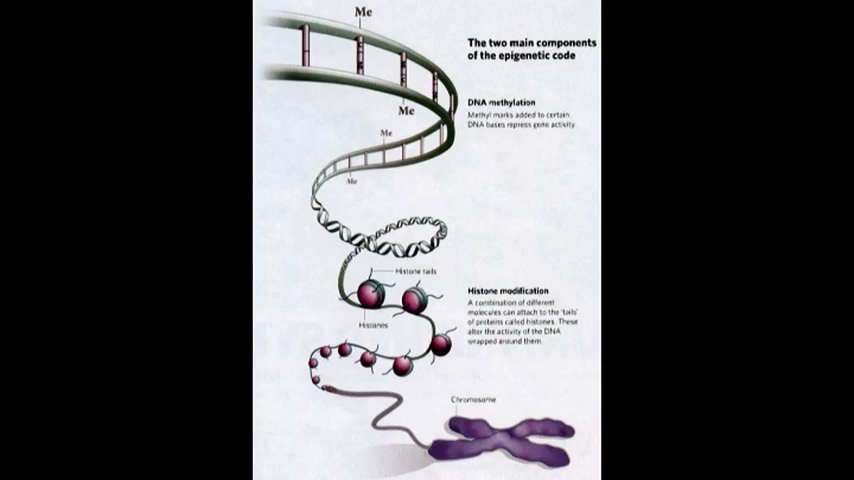 Me
The two main components
of the epigenetic code
DNA methylation
Methyl marks added to certain
DNA bases repress gene activity
Me
Me
Me
Histone tails
Histone modification
A combination of different
molecules can attach to the 'tails'
of proteins called histones. These
alter the activity of the DNA
wrapped around them.
Histones
Chromosome